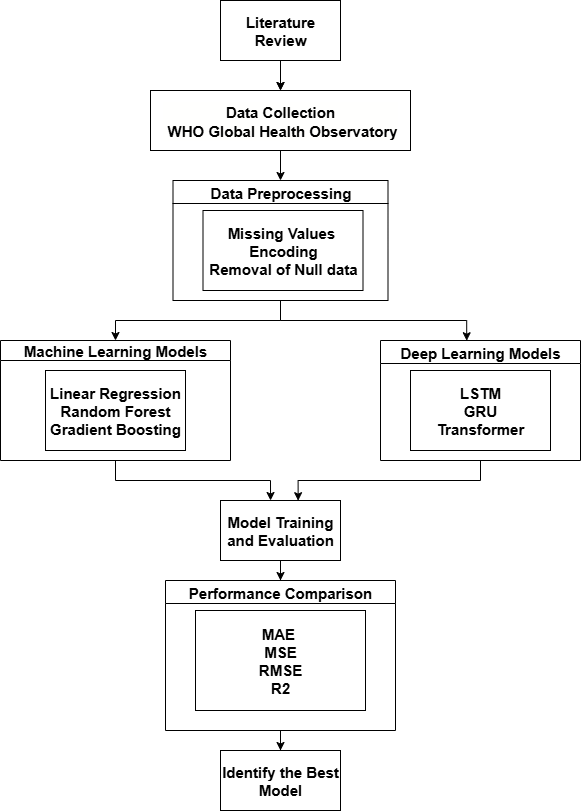 Literature
Review
Data Collection
WHO Global Health Observatory
Data Preprocessing
Missing Values
Encoding
Removal of Null data
Machine Learning Models
Linear Regression
Random Forest
Gradient Boosting
Deep Learning Models
LSTM
GRU
Transformer
Model Training
and Evaluation
Performance Comparison
MAE
MSE
RMSE
R2
Identify the Best
Model